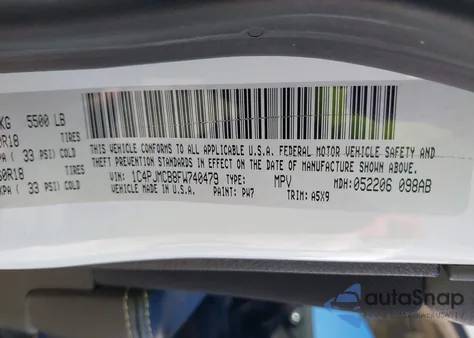 KG 5500 LB
0R18 TIRES
PA ( 33 PSI) COLD
60R18 TIRES
KPA ( 33 PSI) COLD
THIS VEHICLE CONFORMS TO ALL APPLICABLE U.S.A. FEDERAL MOTOR VEHICLE SAFETY AND
THEFT PREVENTION STANDARDS IN EFFECT ON THE DATE OF MANUFACTURE SHOWN ABOVE.
VIN: 1C4PJMCB8FW740479 TYPE: MPV MDH: 052206 098AB
VEHICLE MADE IN U.S.A. PAINT: PW7 TRIM: A5X9
autoSnap